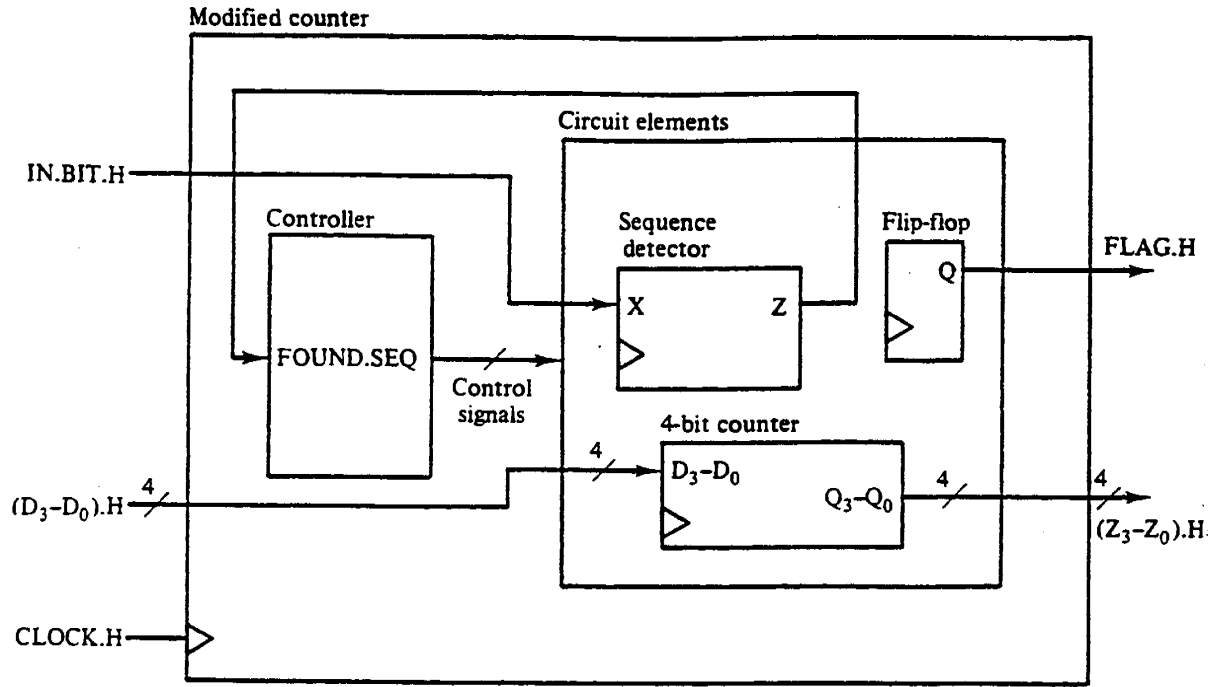 Modified counter
Circuit elements
IN.BIT.H
Controller
Sequence
detector
Flip-flop
FLAG.H
Q
X
Z
FOUND.SEQ
Control
signals
4-bit counter
4
D₃–D₀
4
(D₃–D₀).H
Q₃–Q₀
4
4
(Z₃–Z₀).H
CLOCK.H